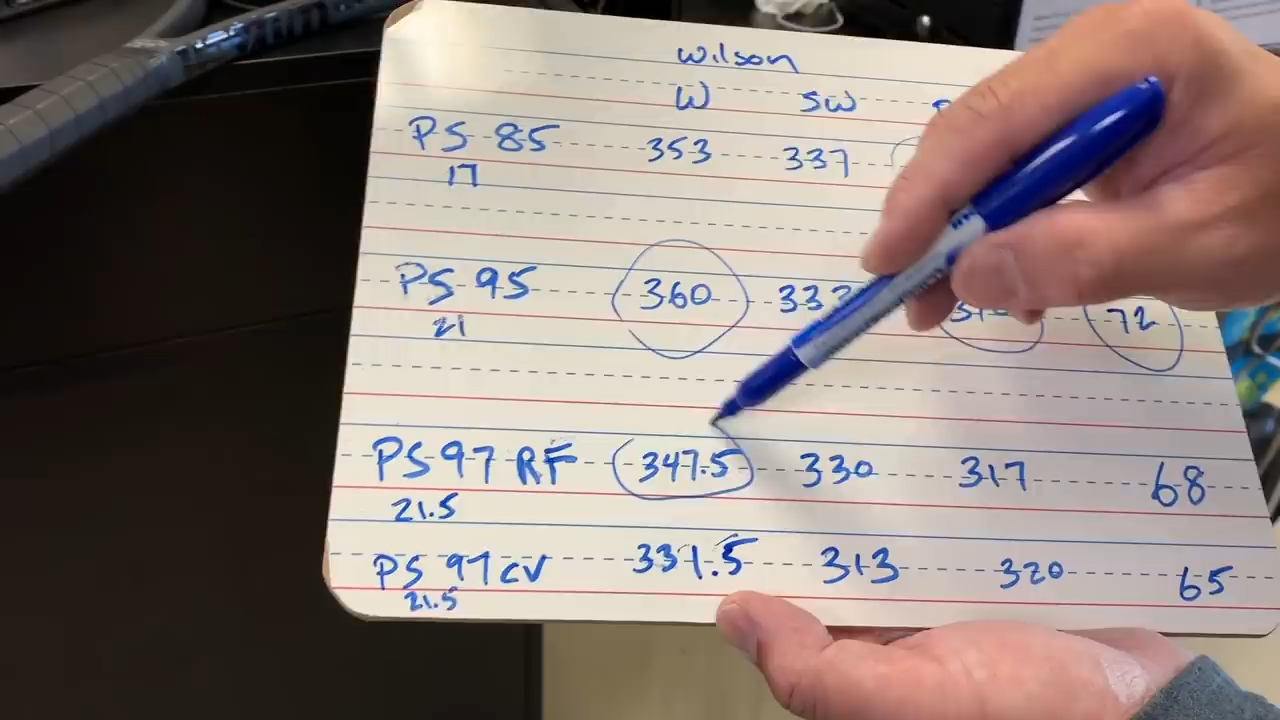 Wilson
W SW
PS 85 353 337
17
PS 95 360 72
21
PS 97 RF 347.5 330 317 68
21.5
PS 97 CV 331.5 313 320 65
21.5